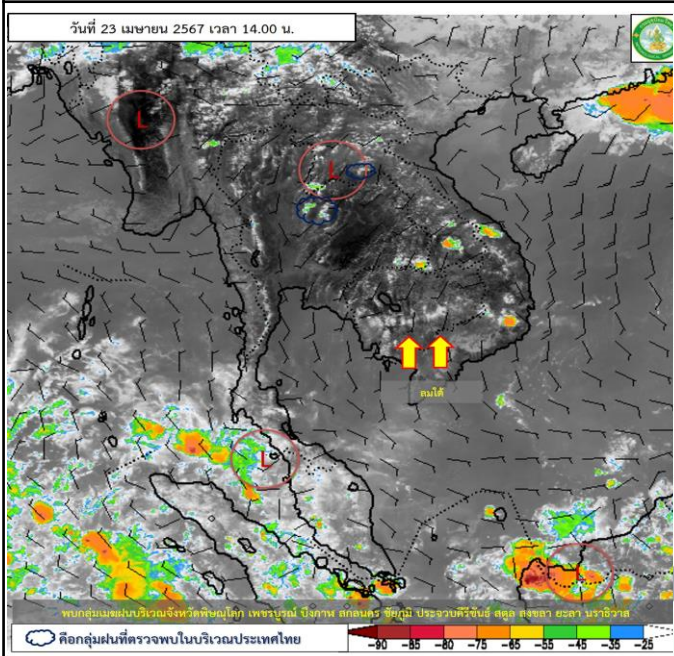 วันที่ 23 เมษายน 2567 เวลา 14.00 น.
L
L
ลมใต้
L
L
พบกลุ่มเมฆฝนบริเวณจังหวัดพิษณุโลก เพชรบูรณ์ บึงกาฬ สกลนคร ชัยภูมิ ประจวบคีรีขันธ์ สตูล สงขลา ยะลา นราธิวาส
คือกลุ่มฝนที่ตรวจพบในบริเวณประเทศไทย
-90 -85 -80 -75 -65 -55 -45 -35 -25